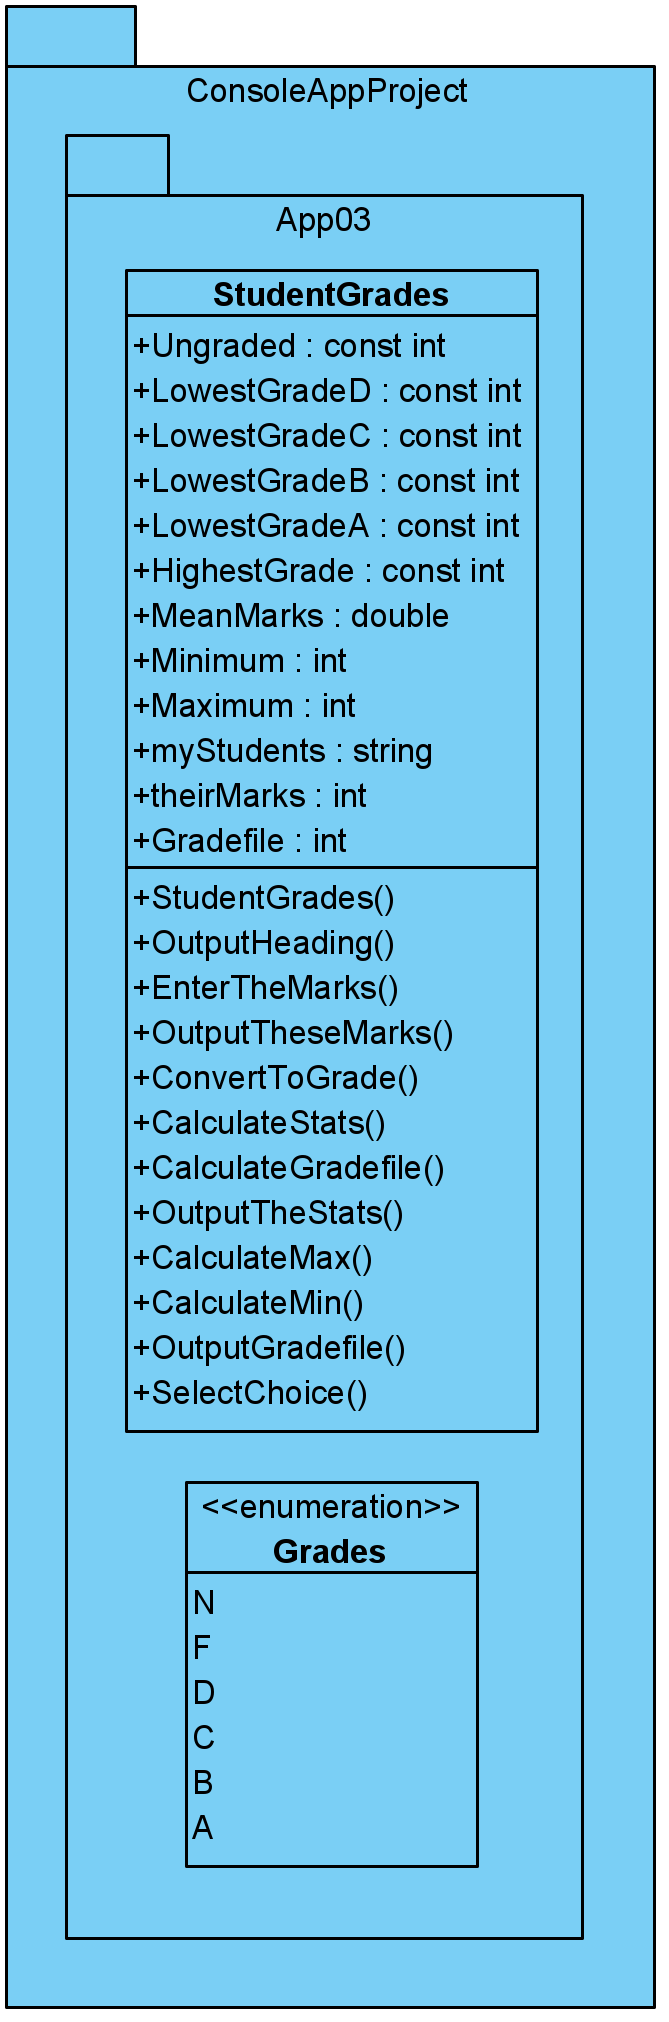 ConsoleAppProject
App03
StudentGrades
+Ungraded : const int
+LowestGradeD : const int
+LowestGradeC : const int
+LowestGradeB : const int
+LowestGradeA : const int
+HighestGrade : const int
+MeanMarks : double
+Minimum : int
+Maximum : int
+myStudents : string
+theirMarks : int
+Gradefile : int
+StudentGrades()
+OutputHeading()
+EnterTheMarks()
+OutputTheseMarks()
+ConvertToGrade()
+CalculateStats()
+CalculateGradefile()
+OutputTheStats()
+CalculateMax()
+CalculateMin()
+OutputGradefile()
+SelectChoice()
<<enumeration>>
Grades
N
F
D
C
B
A